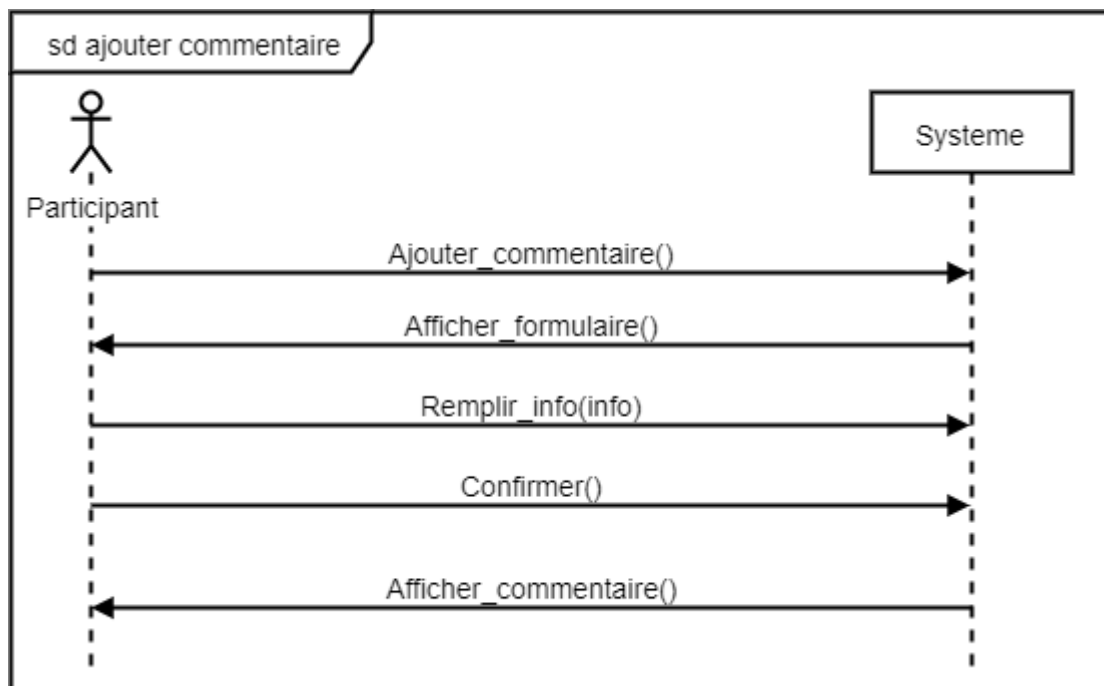 sd ajouter commentaire
Systeme
Participant
Ajouter_commentaire()
Afficher_formulaire()
Remplir_info(info)
Confirmer()
Afficher_commentaire()